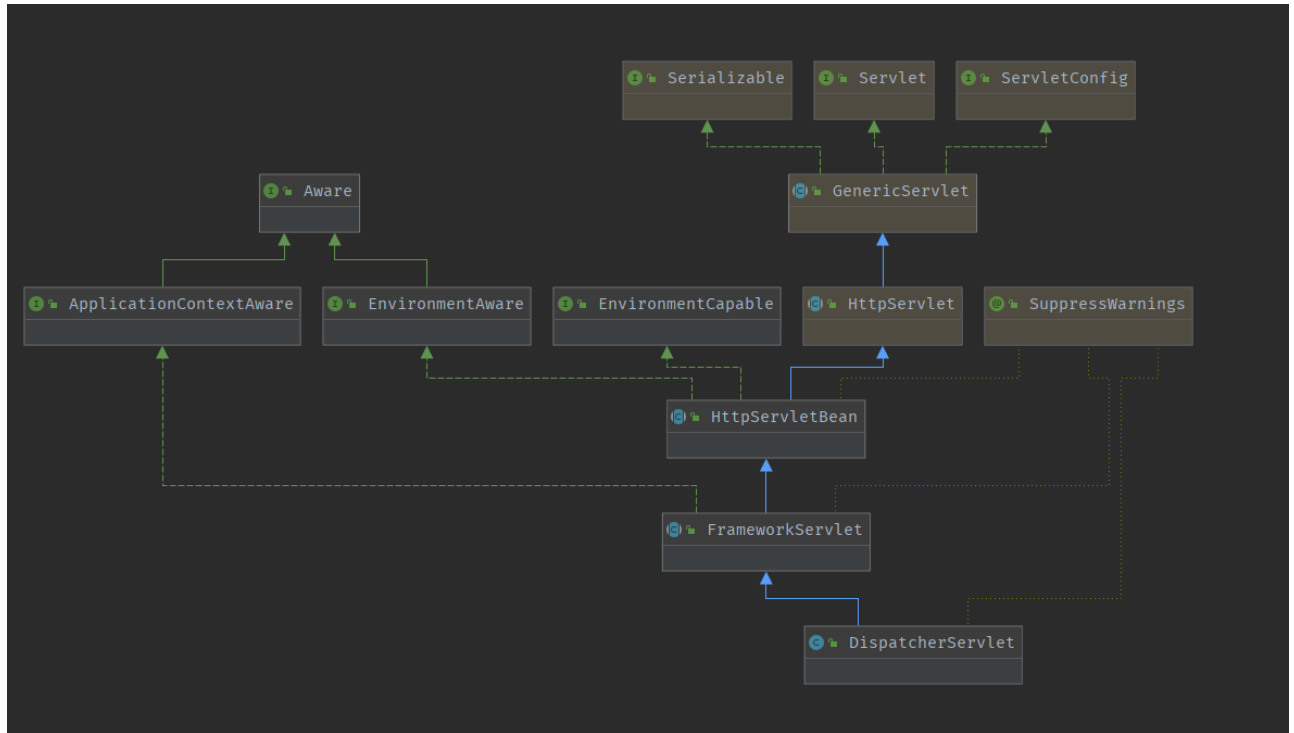 Serializable
Servlet
ServletConfig
Aware
GenericServlet
ApplicationContextAware
EnvironmentAware
EnvironmentCapable
HttpServlet
SuppressWarnings
HttpServletBean
FrameworkServlet
DispatcherServlet